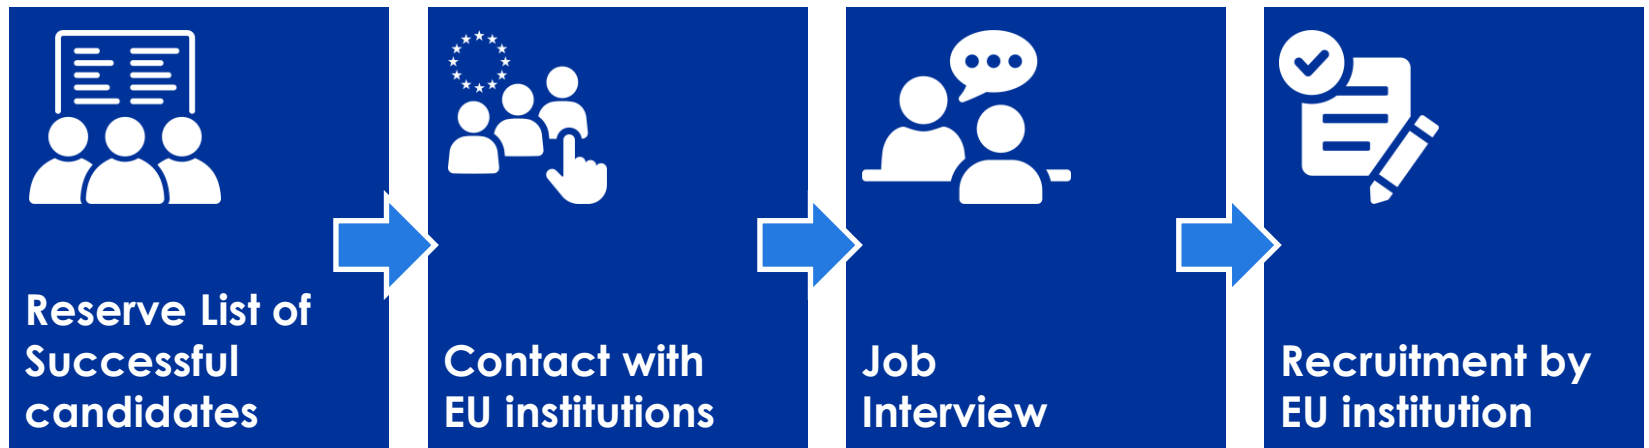 Reserve List of
Successful
candidates
Contact with
EU institutions
Job
Interview
Recruitment by
EU institution